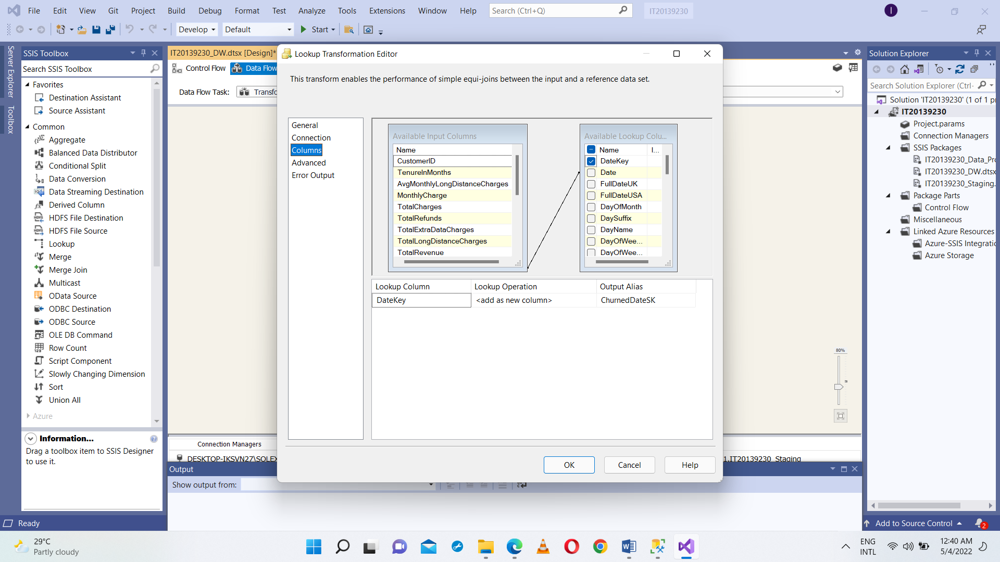 File Edit View Git Project Build Debug Format Test Analyze Tools Extensions Window Help Search (Ctrl+Q) IT20139230 I
Develop Default Start
Server Explorer
Toolbox
SSIS Toolbox
Search SSIS Toolbox
Favorites
Destination Assistant
Source Assistant
Common
Aggregate
Balanced Data Distributor
Conditional Split
Data Conversion
Data Streaming Destination
Derived Column
HDFS File Destination
HDFS File Source
Lookup
Merge
Merge Join
Multicast
OData Source
ODBC Destination
ODBC Source
OLE DB Command
Row Count
Script Component
Slowly Changing Dimension
Sort
Union All
Azure
Information...
Drag a toolbox item to SSIS Designer
to use it.
IT20139230_DW.dtsx [Design]*
Control Flow Data Flow
Data Flow Task: Transfo
Lookup Transformation Editor
This transform enables the performance of simple equi-joins between the input and a reference data set.
General
Connection
Columns
Advanced
Error Output
Available Input Columns
Name
CustomerID
TenureInMonths
AvgMonthlyLongDistanceCharges
MonthlyCharge
TotalCharges
TotalRefunds
TotalExtraDataCharges
TotalLongDistanceCharges
TotalRevenue
Available Lookup Colu...
Name I...
DateKey
Date
FullDateUK
FullDateUSA
DayOfMonth
DaySuffix
DayName
DayOfWee...
DayOfWee...
Lookup Column Lookup Operation Output Alias
DateKey <add as new column> ChurnedDateSK
OK Cancel Help
80%
Connection Managers
DESKTOP-IKSVN27\SQLEX
1.IT20139230_Staging
Output
Show output from:
Solution Explorer
Search Solution Explorer (Ctrl-
Solution 'IT20139230' (1 of 1 pr
IT20139230
Project.params
Connection Managers
SSIS Packages
IT20139230_Data_Pro
IT20139230_DW.dtsx
IT20139230_Staging.
Package Parts
Control Flow
Miscellaneous
Linked Azure Resources
Azure-SSIS Integratio
Azure Storage
Ready Add to Source Control 2
29°C
Partly cloudy
ENG
INTL
12:40 AM
5/4/2022